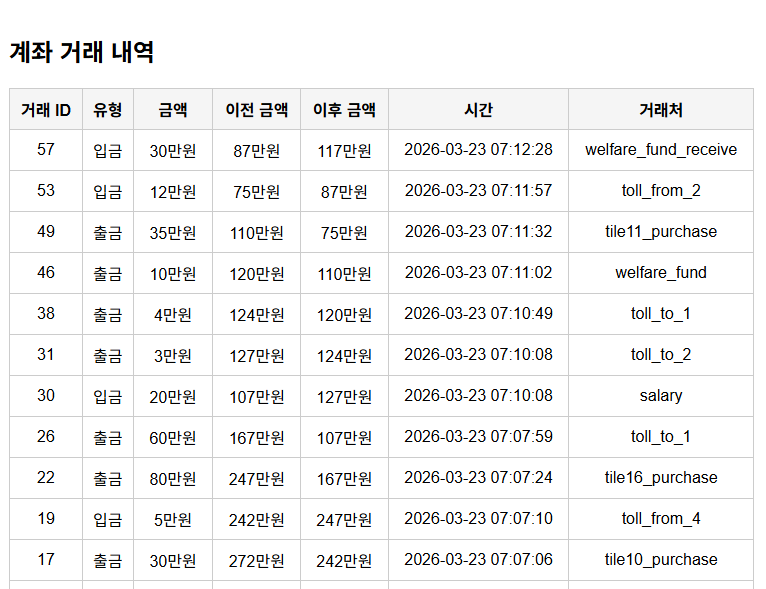 계좌 거래 내역
거래 ID 유형 금액 이전 금액 이후 금액 시간 거래처
57 입금 30만원 87만원 117만원 2026-03-23 07:12:28 welfare_fund_receive
53 입금 12만원 75만원 87만원 2026-03-23 07:11:57 toll_from_2
49 출금 35만원 110만원 75만원 2026-03-23 07:11:32 tile11_purchase
46 출금 10만원 120만원 110만원 2026-03-23 07:11:02 welfare_fund
38 출금 4만원 124만원 120만원 2026-03-23 07:10:49 toll_to_1
31 출금 3만원 127만원 124만원 2026-03-23 07:10:08 toll_to_2
30 입금 20만원 107만원 127만원 2026-03-23 07:10:08 salary
26 출금 60만원 167만원 107만원 2026-03-23 07:07:59 toll_to_1
22 출금 80만원 247만원 167만원 2026-03-23 07:07:24 tile16_purchase
19 입금 5만원 242만원 247만원 2026-03-23 07:07:10 toll_from_4
17 출금 30만원 272만원 242만원 2026-03-23 07:07:06 tile10_purchase